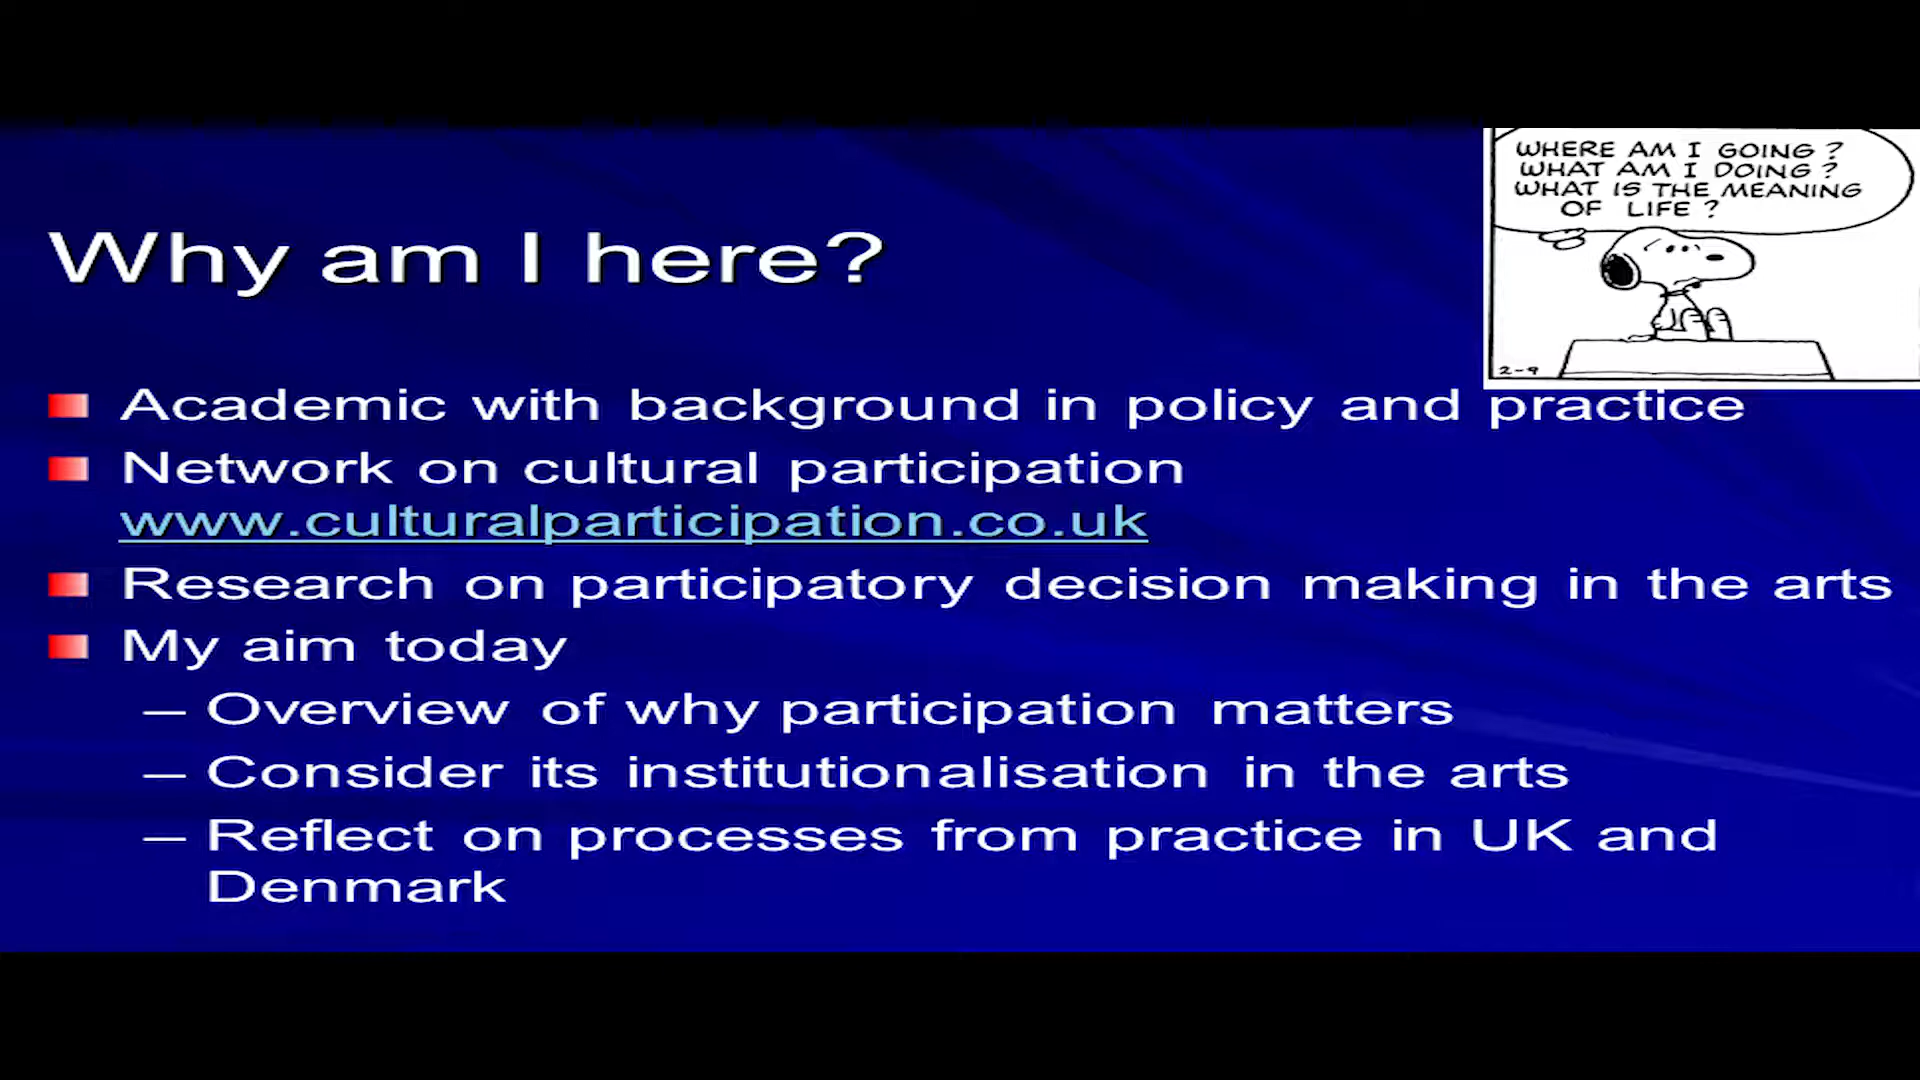 WHERE AM I GOING?
WHAT AM I DOING?
WHAT IS THE MEANING
OF LIFE?
2-9
Why am I here?
Academic with background in policy and practice
Network on cultural participation
www.culturalparticipation.co.uk
Research on participatory decision making in the arts
My aim today
– Overview of why participation matters
– Consider its institutionalisation in the arts
– Reflect on processes from practice in UK and
Denmark